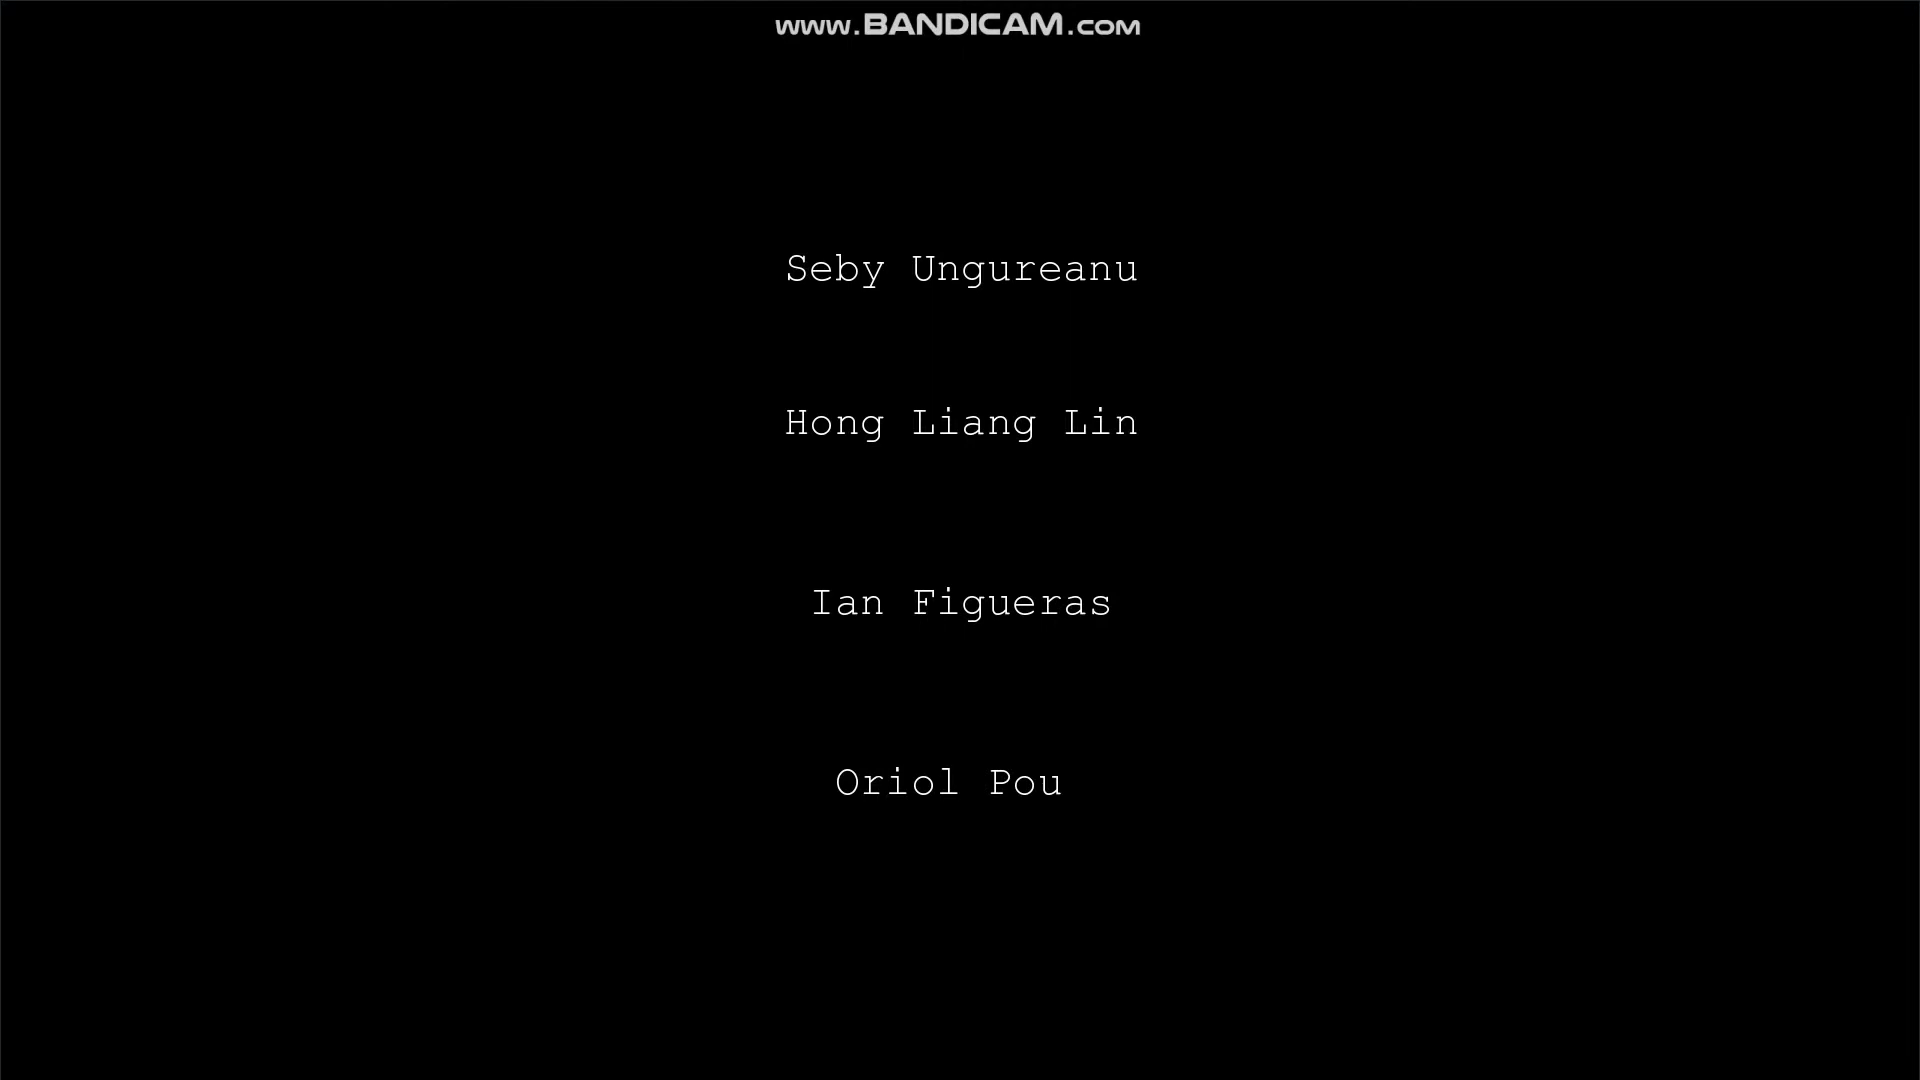 www.BANDICAM.com
Seby Ungureanu
Hong Liang Lin
Ian Figueras
Oriol Pou